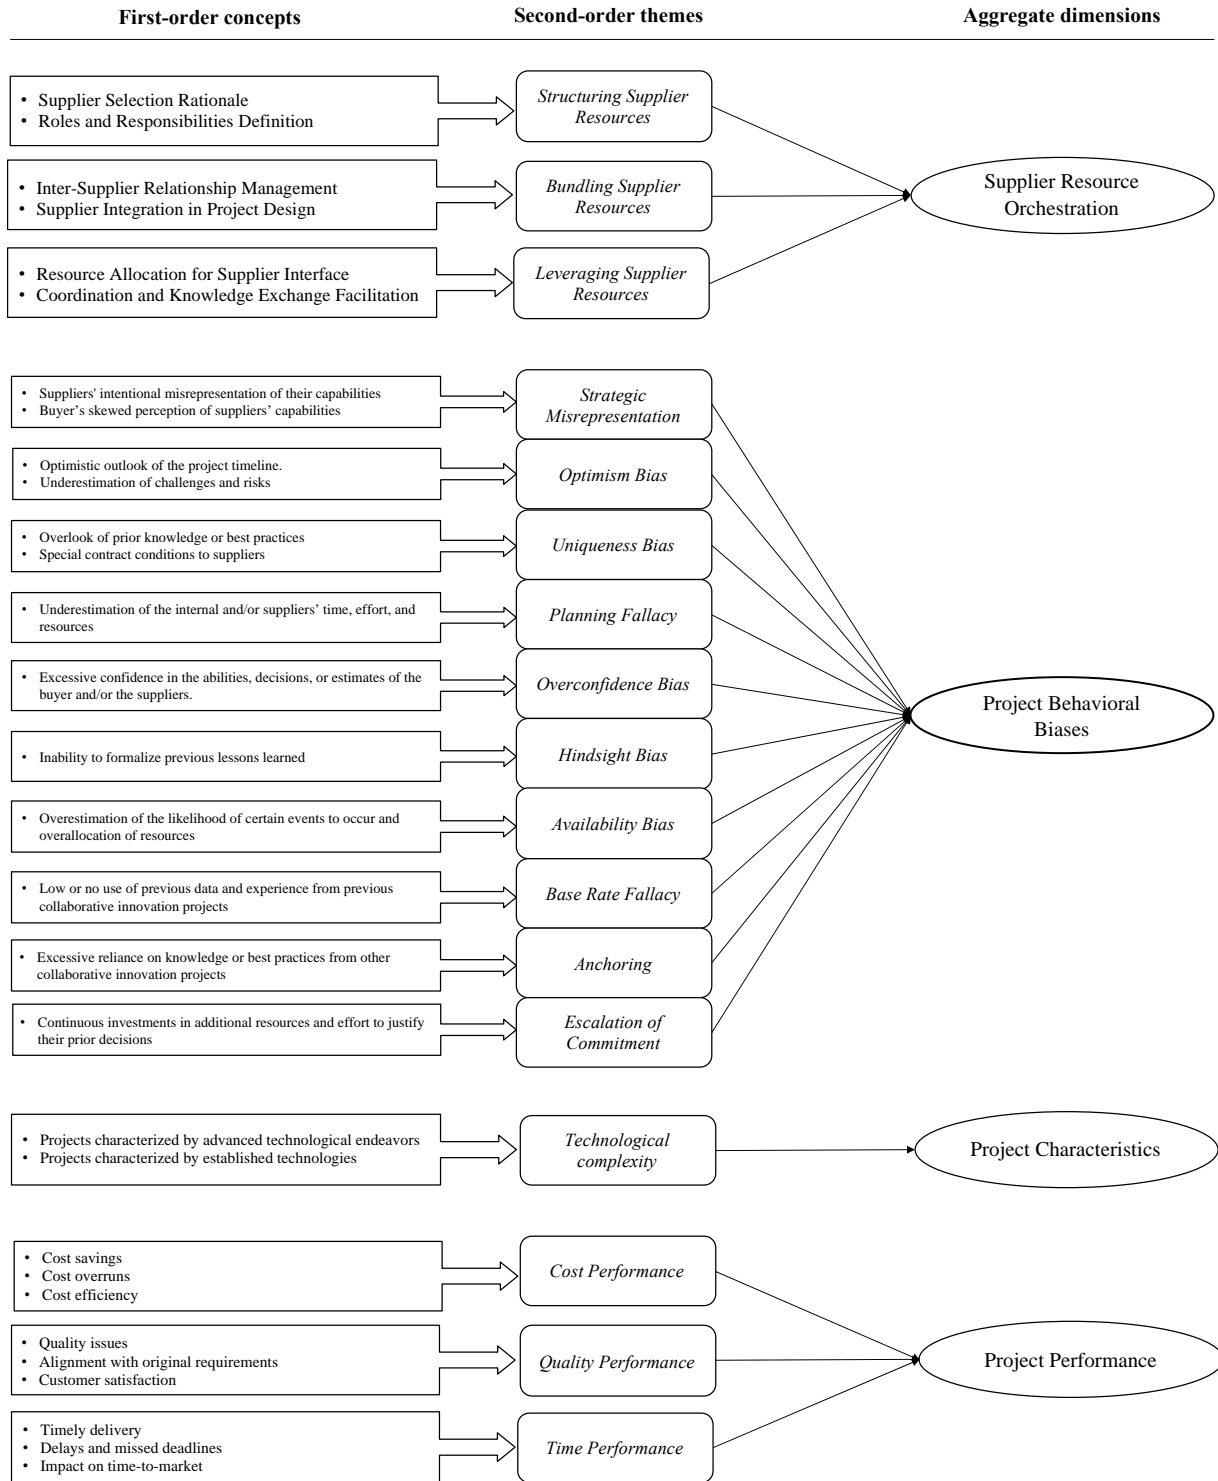 First-order concepts
Second-order themes
Aggregate dimensions
• Supplier Selection Rationale
• Roles and Responsibilities Definition
Structuring Supplier
Resources
• Inter-Supplier Relationship Management
• Supplier Integration in Project Design
Bundling Supplier
Resources
• Resource Allocation for Supplier Interface
• Coordination and Knowledge Exchange Facilitation
Leveraging Supplier
Resources
Supplier Resource
Orchestration
• Suppliers' intentional misrepresentation of their capabilities
• Buyer’s skewed perception of suppliers’ capabilities
Strategic
Misrepresentation
• Optimistic outlook of the project timeline.
• Underestimation of challenges and risks
Optimism Bias
• Overlook of prior knowledge or best practices
• Special contract conditions to suppliers
Uniqueness Bias
• Underestimation of the internal and/or suppliers’ time, effort, and
resources
Planning Fallacy
• Excessive confidence in the abilities, decisions, or estimates of the
buyer and/or the suppliers.
Overconfidence Bias
• Inability to formalize previous lessons learned
Hindsight Bias
• Overestimation of the likelihood of certain events to occur and
overallocation of resources
Availability Bias
• Low or no use of previous data and experience from previous
collaborative innovation projects
Base Rate Fallacy
• Excessive reliance on knowledge or best practices from other
collaborative innovation projects
Anchoring
• Continuous investments in additional resources and effort to justify
their prior decisions
Escalation of
Commitment
Project Behavioral
Biases
• Projects characterized by advanced technological endeavors
• Projects characterized by established technologies
Technological
complexity
Project Characteristics
• Cost savings
• Cost overruns
• Cost efficiency
Cost Performance
• Quality issues
• Alignment with original requirements
• Customer satisfaction
Quality Performance
• Timely delivery
• Delays and missed deadlines
• Impact on time-to-market
Time Performance
Project Performance